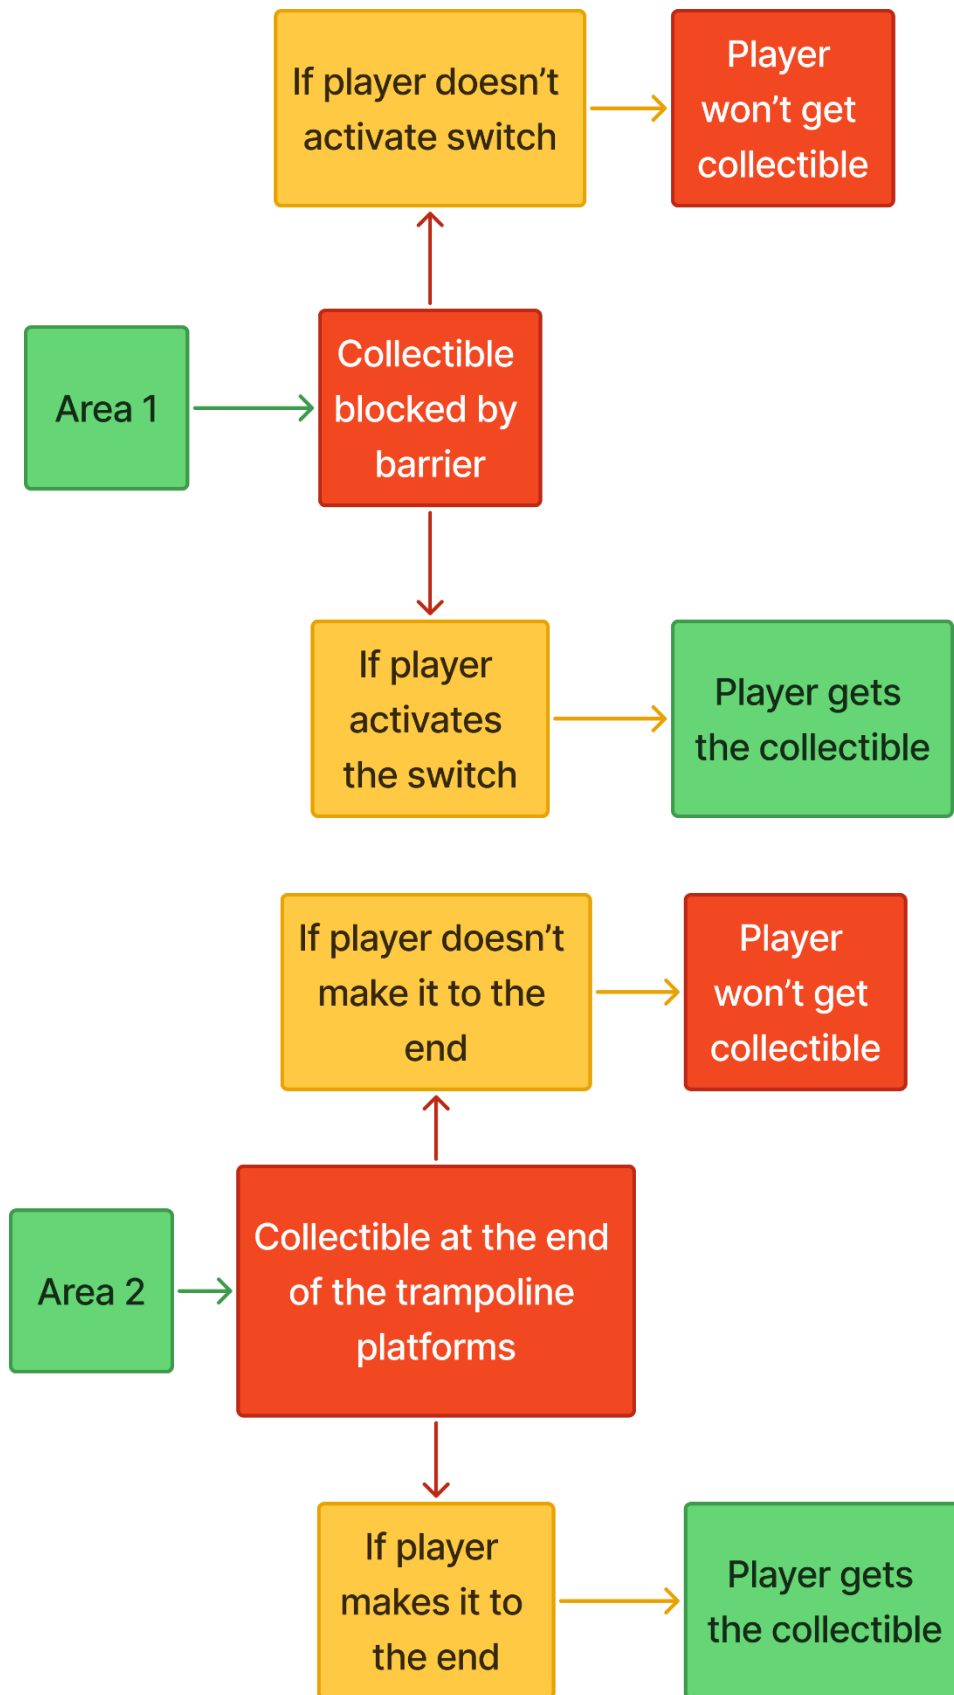 If player doesn’t
activate switch
Player
won’t get
collectible
Area 1
Collectible
blocked by
barrier
If player
activates
the switch
Player gets
the collectible
If player doesn’t
make it to the
end
Player
won’t get
collectible
Area 2
Collectible at the end
of the trampoline
platforms
If player
makes it to
the end
Player gets
the collectible